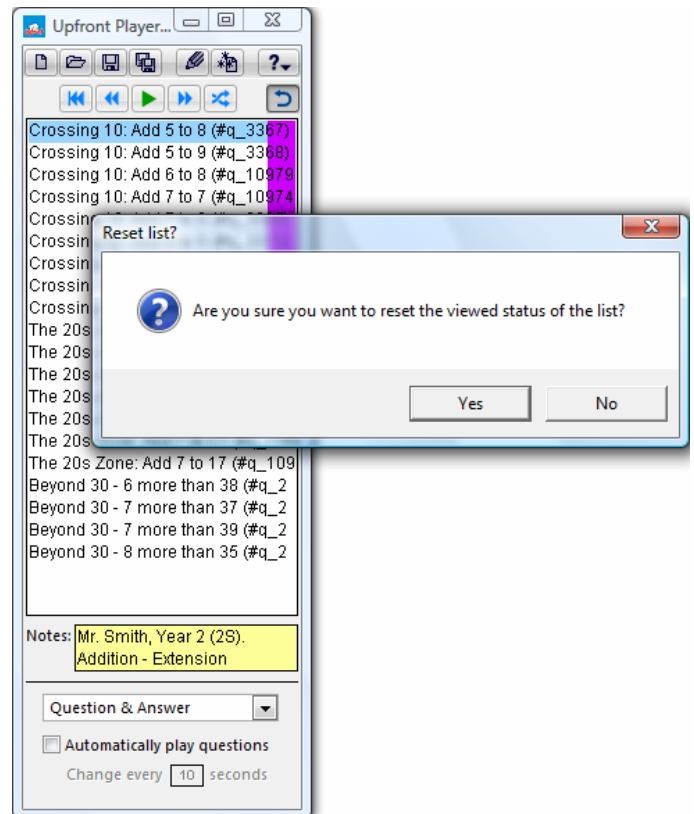 Upfront Player...
?
Crossing 10: Add 5 to 8 (#q_3367)
Crossing 10: Add 5 to 9 (#q_3368)
Crossing 10: Add 6 to 8 (#q_10979
Crossing 10: Add 7 to 7 (#q_10974
Crossing
Reset list?
Crossin
Crossin
Are you sure you want to reset the viewed status of the list?
Crossin
Crossin
The 20s
The 20s
The 20s
The 20s
Yes
No
The 20s
The 20s
The 20s Zone: Add 7 to 17 (#q_109
Beyond 30 - 6 more than 38 (#q_2
Beyond 30 - 7 more than 37 (#q_2
Beyond 30 - 7 more than 39 (#q_2
Beyond 30 - 8 more than 35 (#q_2
Notes: Mr. Smith, Year 2 (2S).
Addition - Extension
Question & Answer
Automatically play questions
Change every 10 seconds